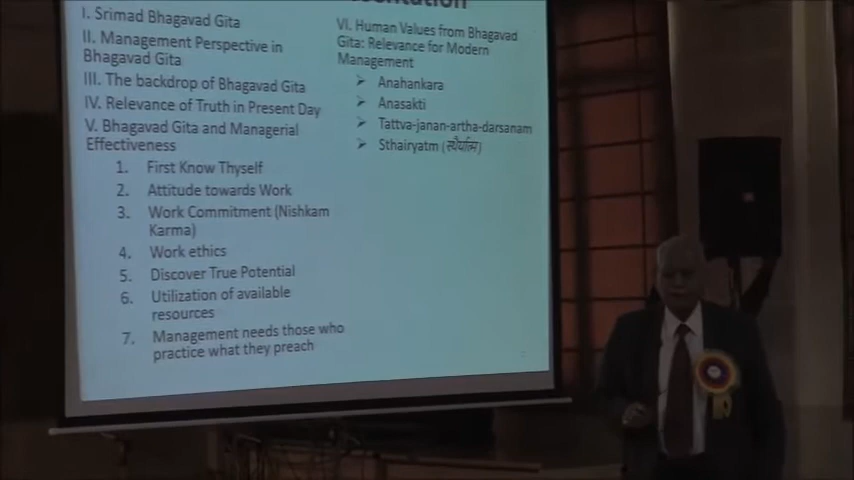 I. Srimad Bhagavad Gita
II. Management Perspective in
Bhagavad Gita
III. The backdrop of Bhagavad Gita
IV. Relevance of Truth in Present Day
V. Bhagavad Gita and Managerial
Effectiveness
1. First Know Thyself
2. Attitude towards Work
3. Work Commitment (Nishkam
Karma)
4. Work ethics
5. Discover True Potential
6. Utilization of available
resources
7. Management needs those who
practice what they preach
VI. Human Values from Bhagavad
Gita: Relevance for Modern
Management
➢ Anahankara
➢ Anasakti
➢ Tattva-janan-artha-darsanam
➢ Sthairyatm